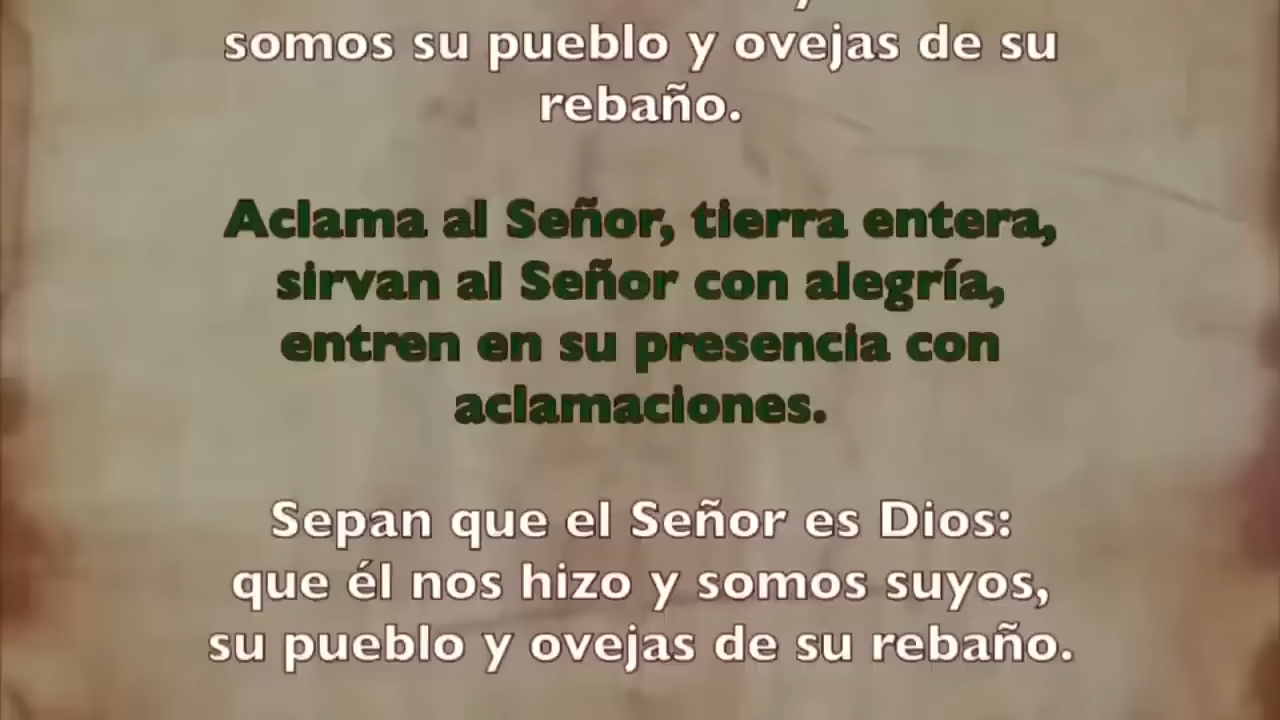 somos su pueblo y ovejas de su
rebaño.
Aclama al Señor, tierra entera,
sirvan al Señor con alegría,
entren en su presencia con
aclamaciones.
Sepan que el Señor es Dios:
que él nos hizo y somos suyos,
su pueblo y ovejas de su rebaño.